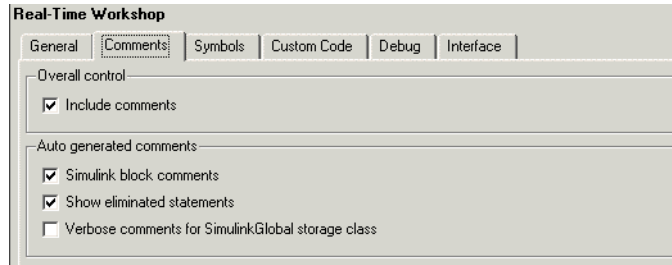 Real-Time Workshop
General Comments Symbols Custom Code Debug Interface
Overall control
Include comments
Auto generated comments
Simulink block comments
Show eliminated statements
Verbose comments for SimulinkGlobal storage class